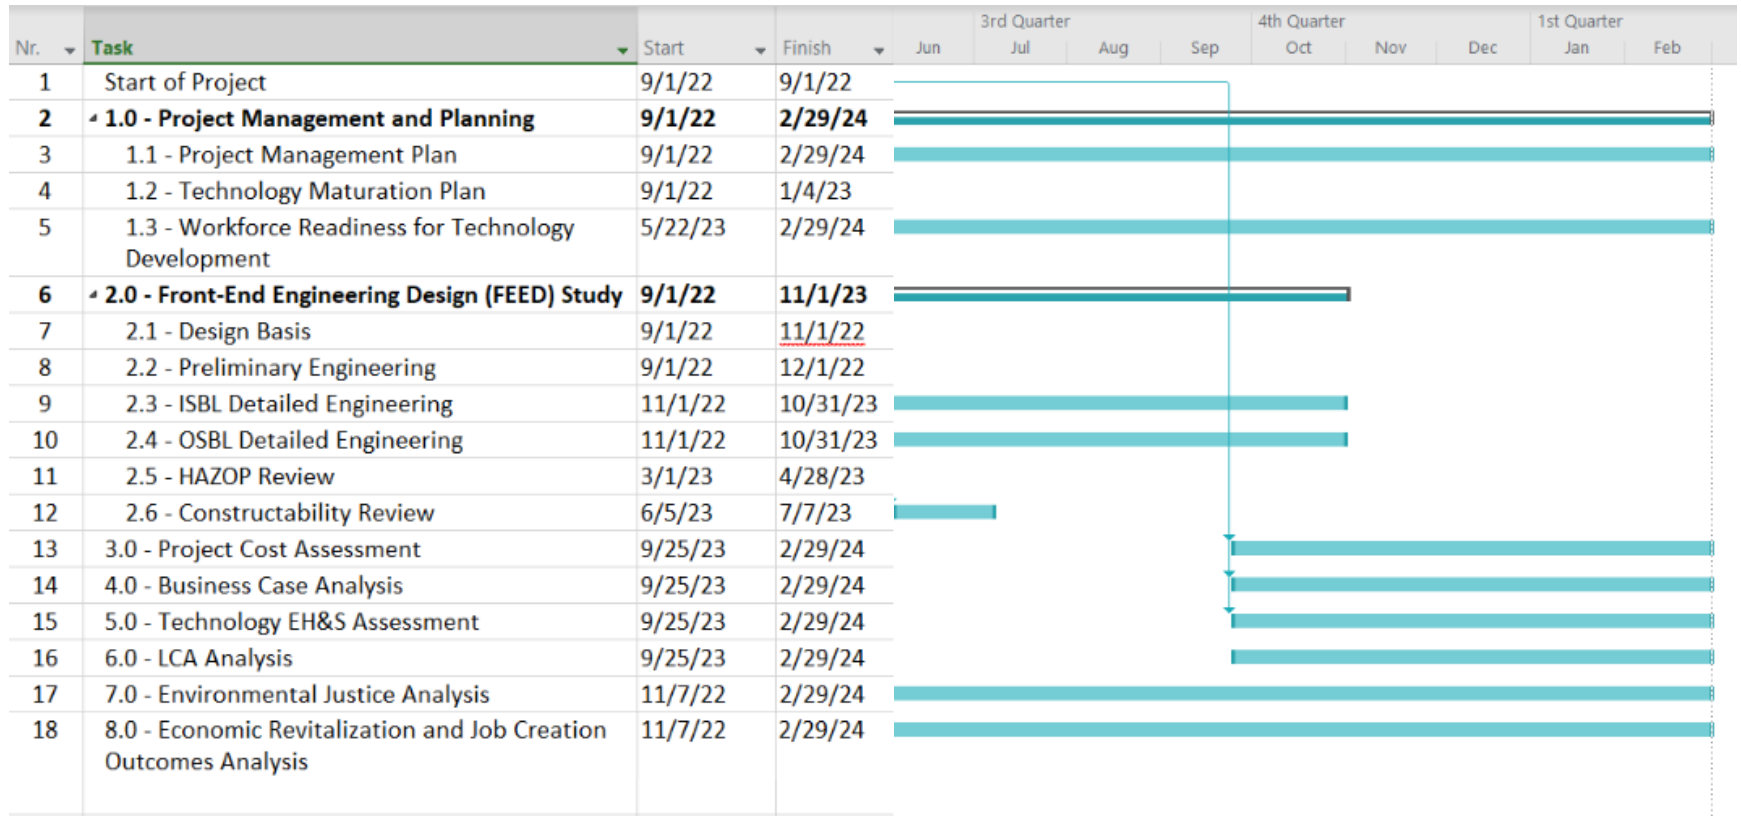 3rd Quarter 4th Quarter 1st Quarter
Nr. Task Start Finish Jun Jul Aug Sep Oct Nov Dec Jan Feb
1 Start of Project 9/1/22 9/1/22
2 1.0 - Project Management and Planning 9/1/22 2/29/24
3 1.1 - Project Management Plan 9/1/22 2/29/24
4 1.2 - Technology Maturation Plan 9/1/22 1/4/23
5 1.3 - Workforce Readiness for Technology 5/22/23 2/29/24
Development
6 2.0 - Front-End Engineering Design (FEED) Study 9/1/22 11/1/23
7 2.1 - Design Basis 9/1/22 11/1/22
8 2.2 - Preliminary Engineering 9/1/22 12/1/22
9 2.3 - ISBL Detailed Engineering 11/1/22 10/31/23
10 2.4 - OSBL Detailed Engineering 11/1/22 10/31/23
11 2.5 - HAZOP Review 3/1/23 4/28/23
12 2.6 - Constructability Review 6/5/23 7/7/23
13 3.0 - Project Cost Assessment 9/25/23 2/29/24
14 4.0 - Business Case Analysis 9/25/23 2/29/24
15 5.0 - Technology EH&S Assessment 9/25/23 2/29/24
16 6.0 - LCA Analysis 9/25/23 2/29/24
17 7.0 - Environmental Justice Analysis 11/7/22 2/29/24
18 8.0 - Economic Revitalization and Job Creation 11/7/22 2/29/24
Outcomes Analysis